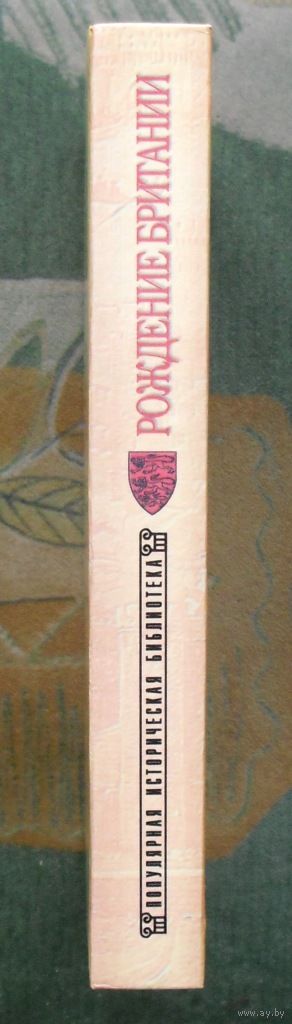 РОЖДЕНИЕ БРИТАНИИ
ПОПУЛЯРНАЯ ИСТОРИЧЕСКАЯ БИБЛИОТЕКА
www.ay.by